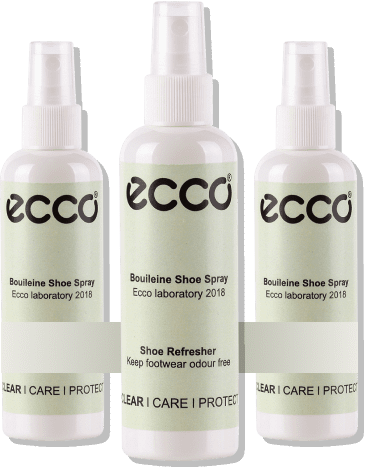 ecco®
Bouileine Shoe Spray
Ecco laboratory 2018
CLEAR I CARE I PROTECT
ecco®
Bouileine Shoe Spray
Ecco laboratory 2018
Shoe Refresher
Keep footwear odour free
CLEAR I CARE I PROTECT
ecco®
Bouileine Shoe Spray
Ecco laboratory 2018
CLEAR I CARE I PROTECT